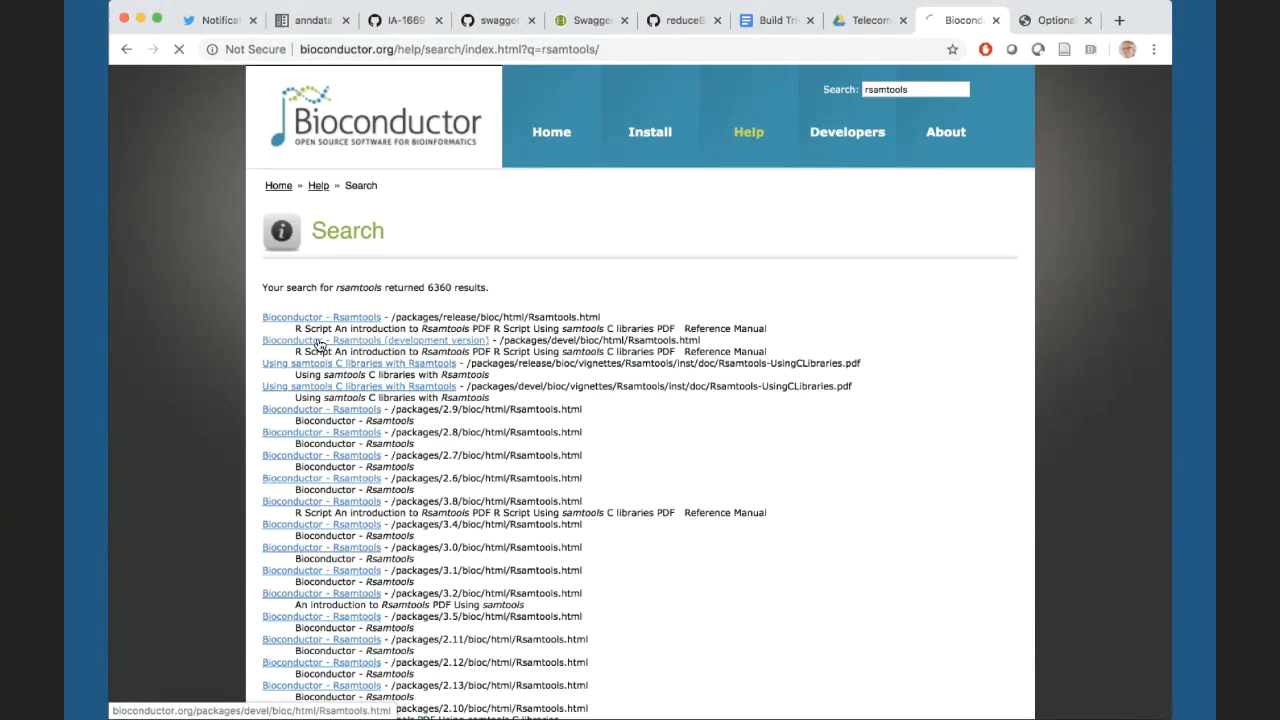 Notificat
anndata
IA-1669
swagger
Swagge
reduceB
Build Tri
Telecom
Biocond
Optional
Not Secure | bioconductor.org/help/search/index.html?q=rsamtools/
Bioconductor
OPEN SOURCE SOFTWARE FOR BIOINFORMATICS
Search: rsamtools
Home Install Help Developers About
Home » Help » Search
Search
Your search for rsamtools returned 6360 results.
Bioconductor - Rsamtools - /packages/release/bioc/html/Rsamtools.html
R Script An introduction to Rsamtools PDF R Script Using samtools C libraries PDF   Reference Manual
Bioconductor - Rsamtools (development version) - /packages/devel/bioc/html/Rsamtools.html
R Script An introduction to Rsamtools PDF R Script Using samtools C libraries PDF   Reference Manual
Using samtools C libraries with Rsamtools - /packages/release/bioc/vignettes/Rsamtools/inst/doc/Rsamtools-UsingCLibraries.pdf
Using samtools C libraries with Rsamtools
Using samtools C libraries with Rsamtools - /packages/devel/bioc/vignettes/Rsamtools/inst/doc/Rsamtools-UsingCLibraries.pdf
Using samtools C libraries with Rsamtools
Bioconductor - Rsamtools - /packages/2.9/bioc/html/Rsamtools.html
Bioconductor - Rsamtools
Bioconductor - Rsamtools - /packages/2.8/bioc/html/Rsamtools.html
Bioconductor - Rsamtools
Bioconductor - Rsamtools - /packages/2.7/bioc/html/Rsamtools.html
Bioconductor - Rsamtools
Bioconductor - Rsamtools - /packages/2.6/bioc/html/Rsamtools.html
Bioconductor - Rsamtools
Bioconductor - Rsamtools - /packages/3.8/bioc/html/Rsamtools.html
R Script An introduction to Rsamtools PDF R Script Using samtools C libraries PDF   Reference Manual
Bioconductor - Rsamtools - /packages/3.4/bioc/html/Rsamtools.html
Bioconductor - Rsamtools
Bioconductor - Rsamtools - /packages/3.0/bioc/html/Rsamtools.html
Bioconductor - Rsamtools
Bioconductor - Rsamtools - /packages/3.1/bioc/html/Rsamtools.html
Bioconductor - Rsamtools
Bioconductor - Rsamtools - /packages/3.2/bioc/html/Rsamtools.html
An introduction to Rsamtools PDF Using samtools
Bioconductor - Rsamtools - /packages/3.5/bioc/html/Rsamtools.html
Bioconductor - Rsamtools
Bioconductor - Rsamtools - /packages/2.11/bioc/html/Rsamtools.html
Bioconductor - Rsamtools
Bioconductor - Rsamtools - /packages/2.12/bioc/html/Rsamtools.html
Bioconductor - Rsamtools
Bioconductor - Rsamtools - /packages/2.13/bioc/html/Rsamtools.html
Bioconductor - Rsamtools
/packages/2.10/bioc/html/Rsamtools.html
bioconductor.org/packages/devel/bioc/html/Rsamtools.html